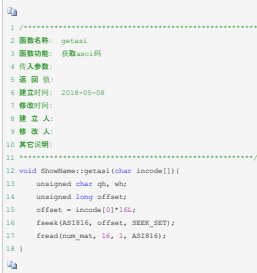 1 /******************************************************
2 函数名称:  getasi
3 函数功能:  获取asci码
4 传入参数:
5 返 回 值:
6 建立时间:  2018-05-08
7 修改时间:
8 建 立 人:
9 修 改 人:
10 其它说明:
11 ******************************************************/
12 void ShowName::getasi(char incode[]){
13     unsigned char qh, wh;
14     unsigned long offset;
15     offset = incode[0]*16L;
16     fseek(ASI816, offset, SEEK_SET);
17     fread(num_mat, 16, 1, ASI816);
18 }